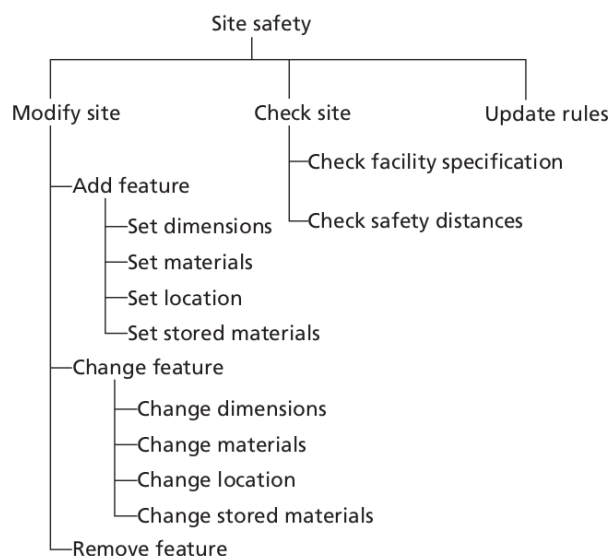 Site safety
Modify site Check site Update rules
Check facility specification
Add feature
Set dimensions Check safety distances
Set materials
Set location
Set stored materials
Change feature
Change dimensions
Change materials
Change location
Change stored materials
Remove feature